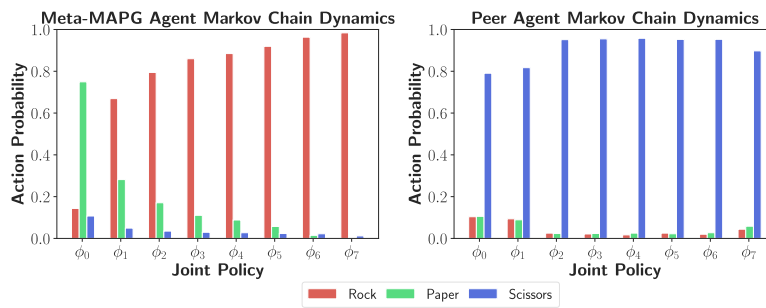 Meta-MAPG Agent Markov Chain Dynamics
Action Probability
1.0
0.8
0.6
0.4
0.2
0.0
ϕ0 ϕ1 ϕ2 ϕ3 ϕ4 ϕ5 ϕ6 ϕ7
Joint Policy
Peer Agent Markov Chain Dynamics
Action Probability
1.0
0.8
0.6
0.4
0.2
0.0
ϕ0 ϕ1 ϕ2 ϕ3 ϕ4 ϕ5 ϕ6 ϕ7
Joint Policy
Rock Paper Scissors